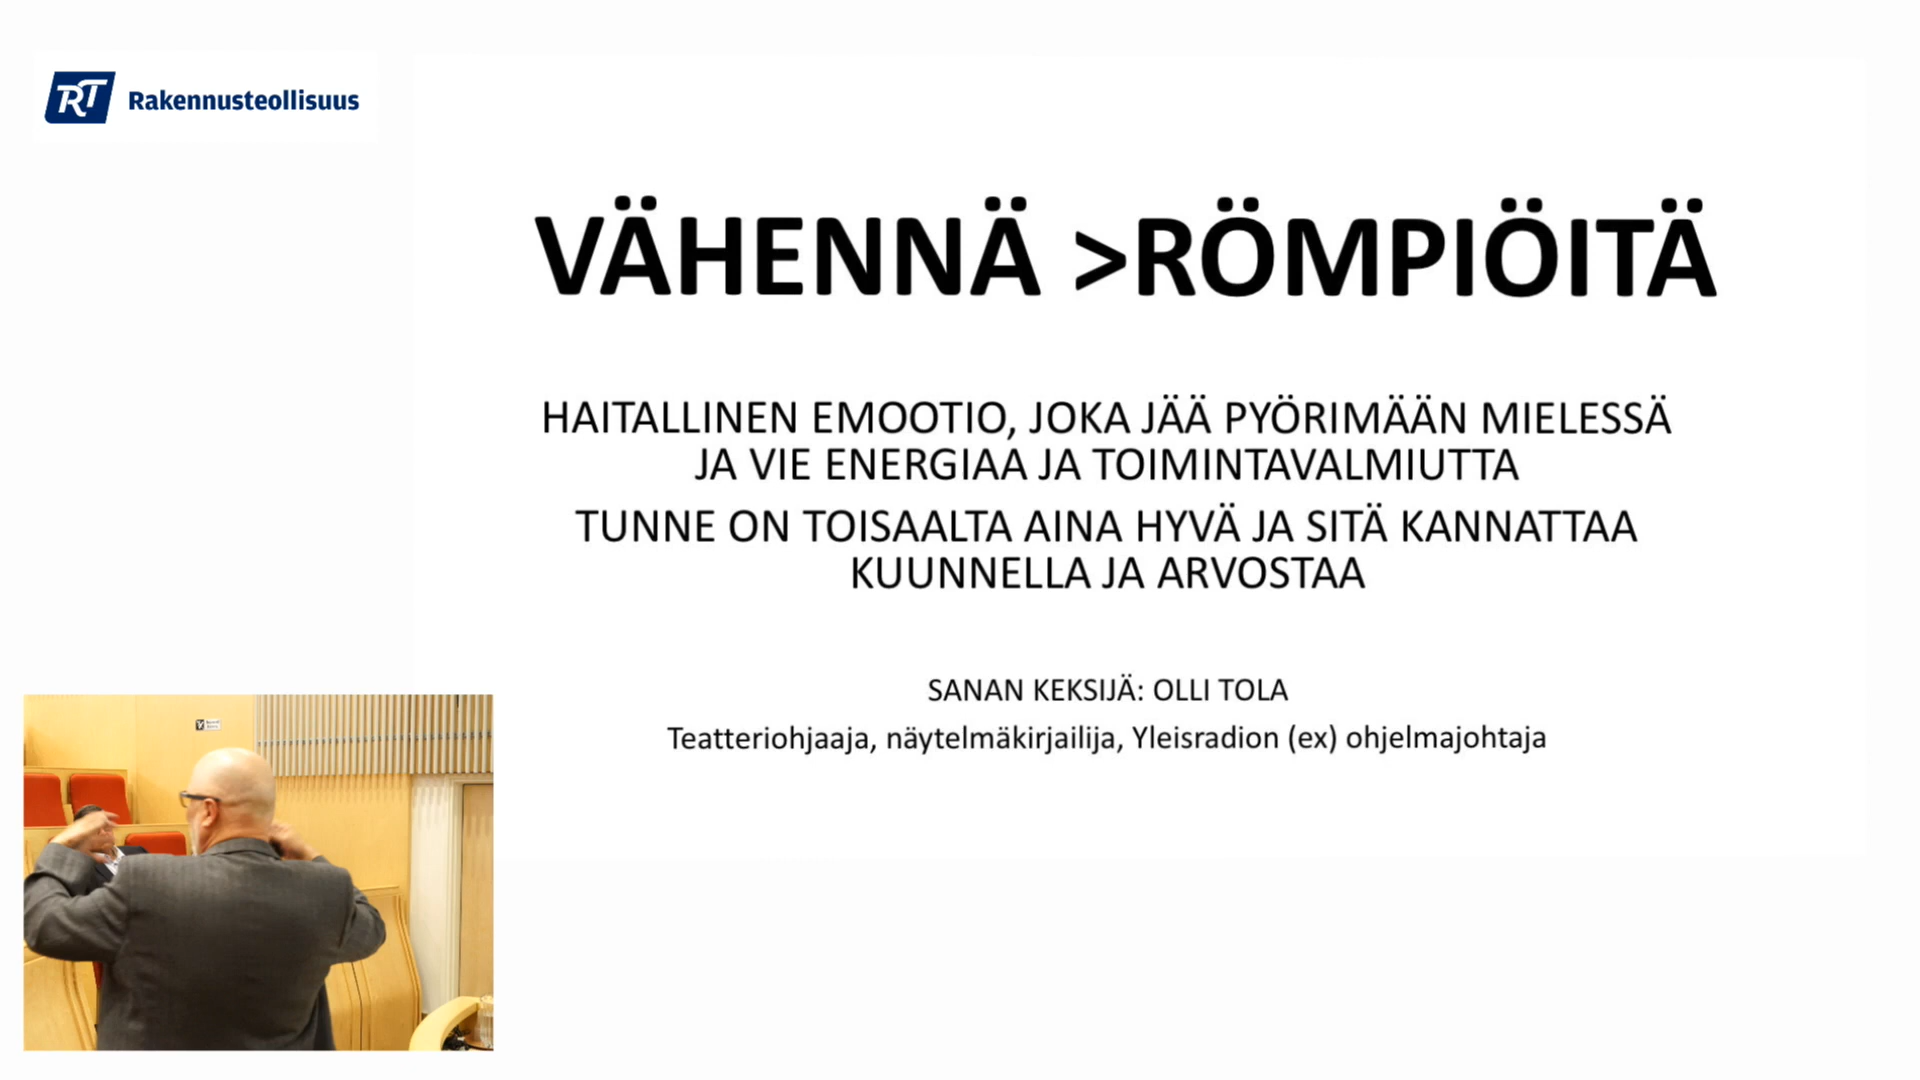 RT Rakennusteollisuus
VÄHENNÄ >RÖMPIÖITÄ
HAITALLINEN EMOOTIO, JOKA JÄÄ PYÖRIMÄÄN MIELESSÄ
JA VIE ENERGIAA JA TOIMINTAVALMIUTTA
TUNNE ON TOISAALTA AINA HYVÄ JA SITÄ KANNATTAA
KUUNNELLA JA ARVOSTAA
SANAN KEKSIJÄ: OLLI TOLA
Teatteriohjaaja, näytelmäkirjailija, Yleisradion (ex) ohjelmajohtaja